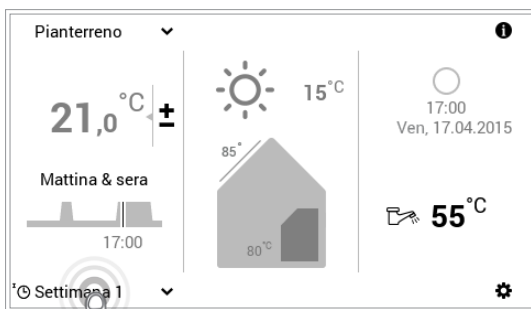 Pianterreno
21,0 °C ±
Mattina & sera
17:00
Settimana 1
15 °C
85°
80 °C
17:00
Ven, 17.04.2015
55 °C